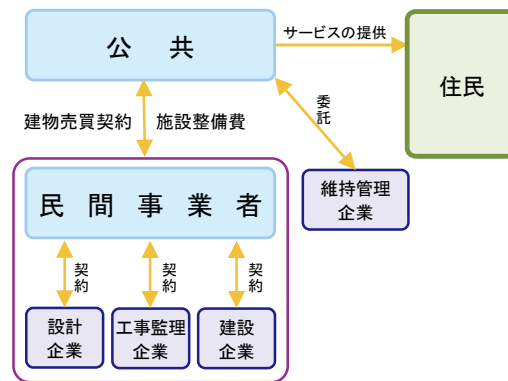 公 共
サービスの提供
住民
建物売買契約 施設整備費
委託
民 間 事 業 者
維持管理
企業
契約
契約
契約
設計
企業
工事監理
企業
建設
企業